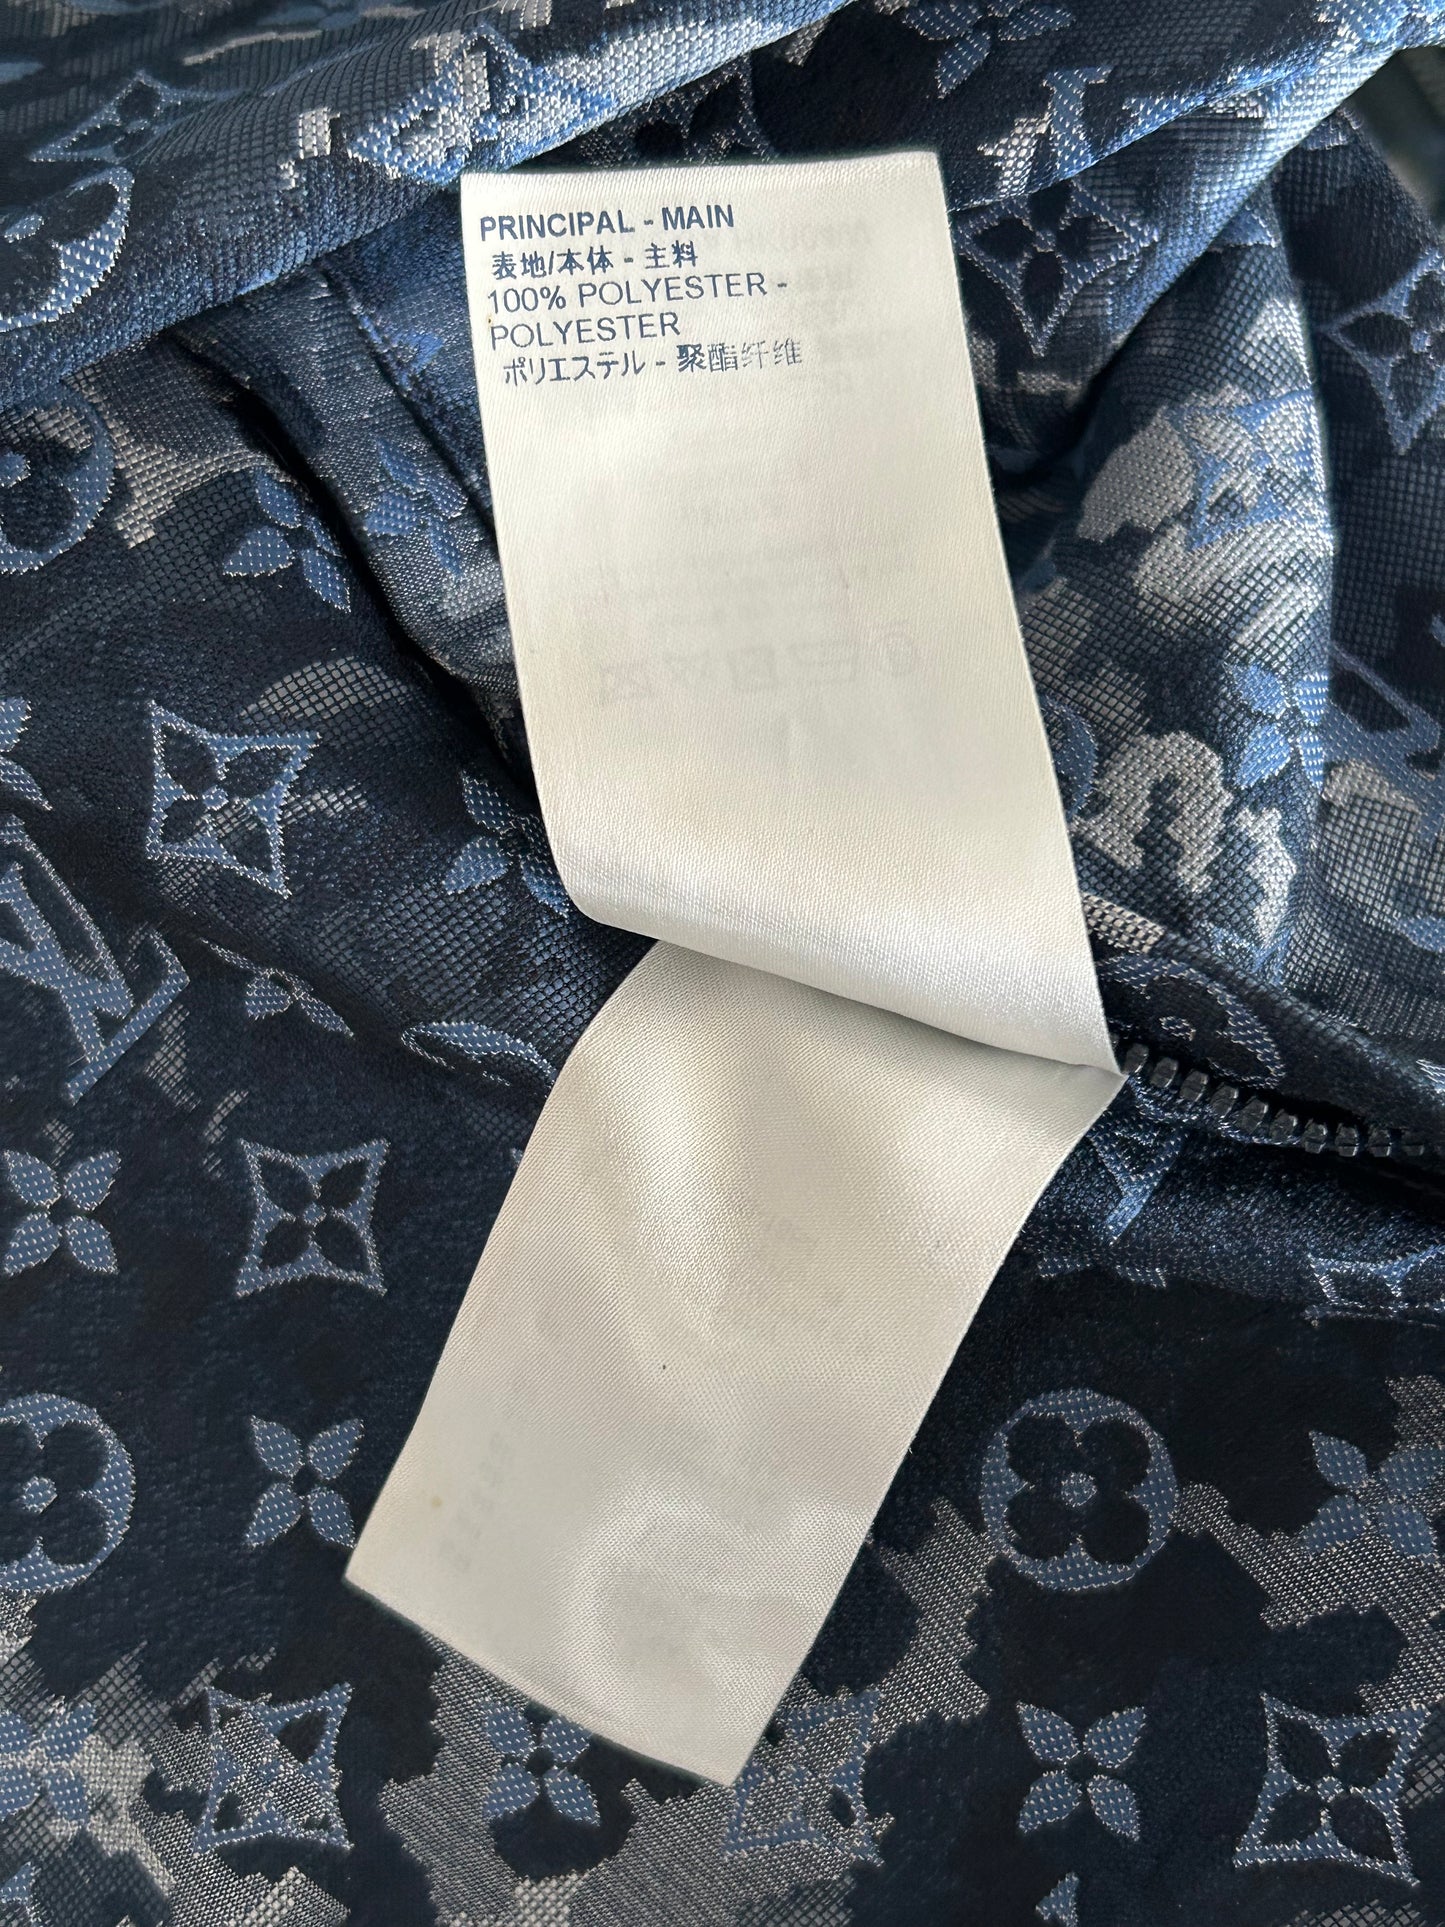 PRINCIPAL - MAIN
表地/本体 - 主料
100% POLYESTER -
POLYESTER
ポリエステル - 聚酯纤维